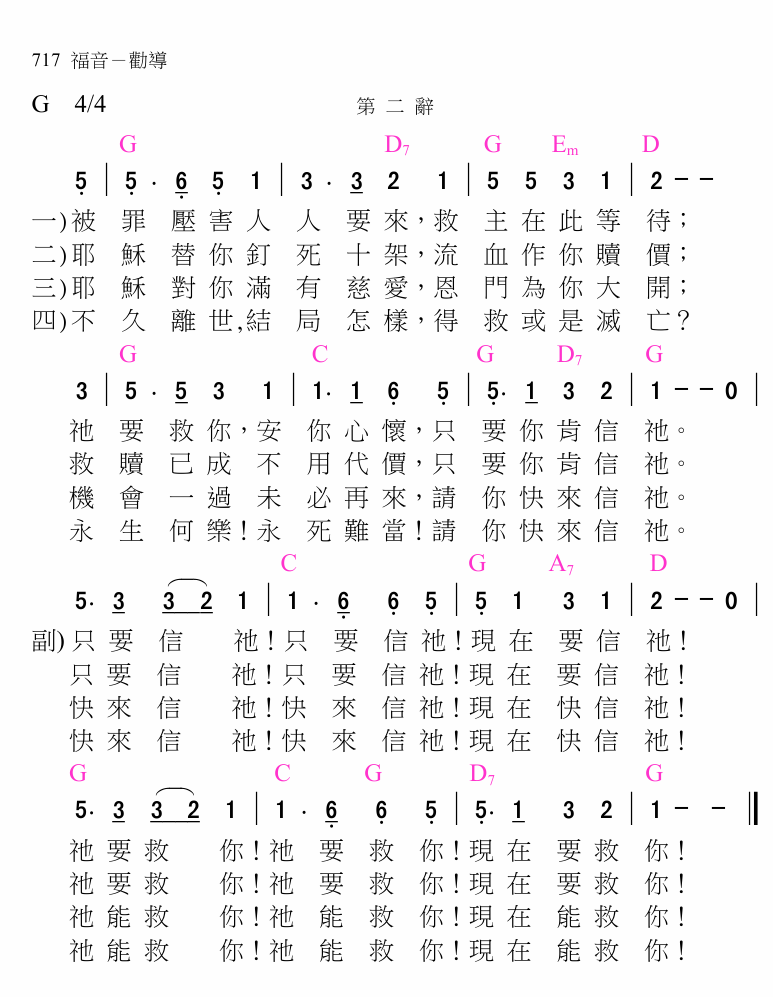 717 福音－勸導
G 4/4 第二辭
G D7 G Em D
5 | 5 · 6 5 1 | 3 · 3 2 1 | 5 5 3 1 | 2 － －
一)被罪壓害人人要來，救主在此等待；
二)耶穌替你釘死十架，流血作你贖價；
三)耶穌對你滿有慈愛，恩門為你大開；
四)不久離世,結局怎樣，得救或是滅亡？
G C G D7 G
3 | 5 · 5 3 1 | 1· 1 6 5 | 5· 1 3 2 | 1 － － 0 |
祂要救你，安你心懷，只要你肯信祂。
救贖已成不用代價，只要你肯信祂。
機會一過未必再來，請你快來信祂。
永生何樂！永死難當！請你快來信祂。
C G A7 D
5· 3 3 2 1 | 1 · 6 6 5 | 5 1 3 1 | 2 － － 0 |
副)只要信祂！只要信祂！現在要信祂！
只要信祂！只要信祂！現在要信祂！
快來信祂！快來信祂！現在快信祂！
快來信祂！快來信祂！現在快信祂！
G C G D7 G
5· 3 3 2 1 | 1 · 6 6 5 | 5· 1 3 2 | 1 － － ‖
祂要救你！祂要救你！現在要救你！
祂要救你！祂要救你！現在要救你！
祂能救你！祂能救你！現在能救你！
祂能救你！祂能救你！現在能救你！